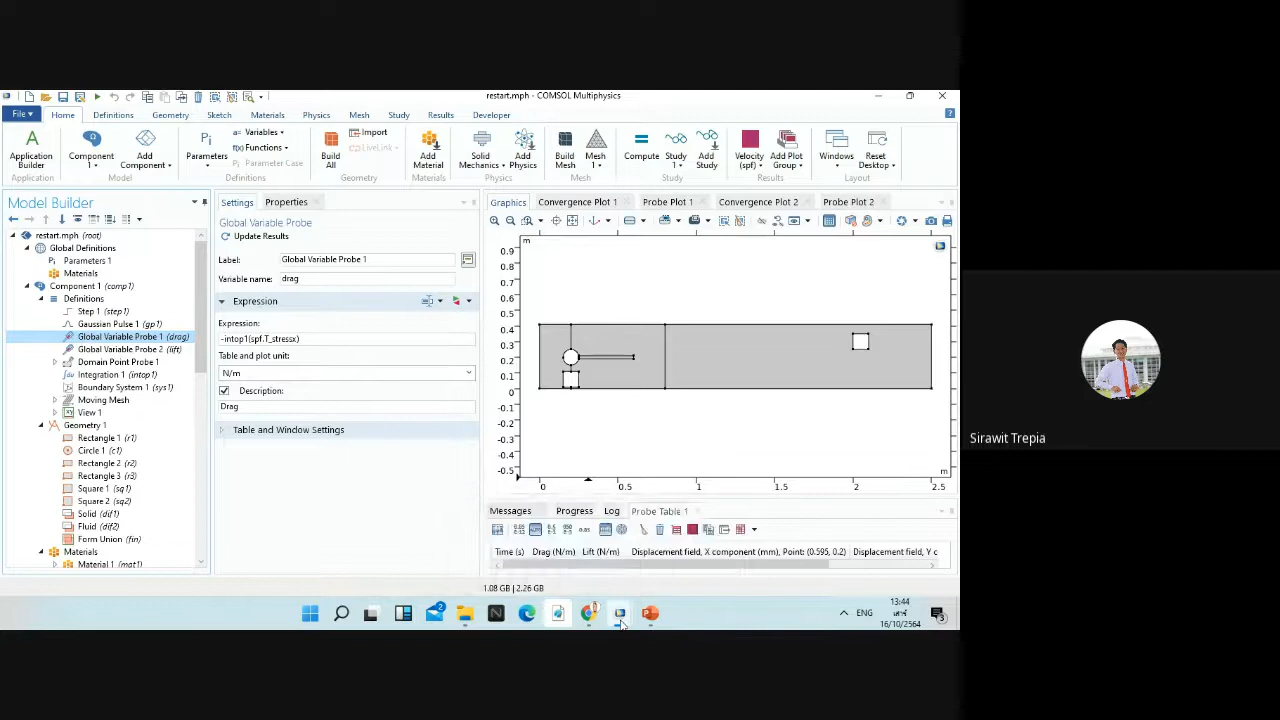 restart.mph - COMSOL Multiphysics
File Home Definitions Geometry Sketch Materials Physics Mesh Study Results Developer
Application Builder
Component 1
Add Component
Parameters
Variables
Functions
Parameter Case
Build All
Import
LiveLink
Add Material
Solid Mechanics
Add Physics
Build Mesh
Mesh 1
Compute
Study 1
Add Study
Velocity (spf)
Add Plot Group
Windows
Reset Desktop
Application
Model
Definitions
Geometry
Materials
Physics
Mesh
Study
Results
Layout
Model Builder
restart.mph (root)
Global Definitions
Parameters 1
Materials
Component 1 (comp1)
Definitions
Step 1 (step1)
Gaussian Pulse 1 (gp1)
Global Variable Probe 1 (drag)
Global Variable Probe 2 (lift)
Domain Point Probe 1
Integration 1 (intop1)
Boundary System 1 (sys1)
Moving Mesh
View 1
Geometry 1
Rectangle 1 (r1)
Circle 1 (c1)
Rectangle 2 (r2)
Rectangle 3 (r3)
Square 1 (sq1)
Square 2 (sq2)
Solid (dif1)
Fluid (dif2)
Form Union (fin)
Materials
Material 1 (mat1)
Settings Properties
Global Variable Probe 1
Update Results
Label: Global Variable Probe 1
Variable name: drag
Expression
Expression:
-intop1(spf.T_stressx)
Table and plot unit:
N/m
Description:
Drag
Table and Window Settings
Graphics Convergence Plot 1 Probe Plot 1 Convergence Plot 2 Probe Plot 2
m
0.9
0.8
0.7
0.6
0.5
0.4
0.3
0.2
0.1
0
-0.1
-0.2
-0.3
-0.4
-0.5
m
0 0.5 1 1.5 2 2.5
Messages Progress Log Probe Table 1
Time (s) Drag (N/m) Lift (N/m) Displacement field, X component (mm), Point: (0.595, 0.2) Displacement field, Y c
1.08 GB | 2.26 GB
2
ENG
13:44
เสาร์
16/10/2564
3
Sirawit Trepia